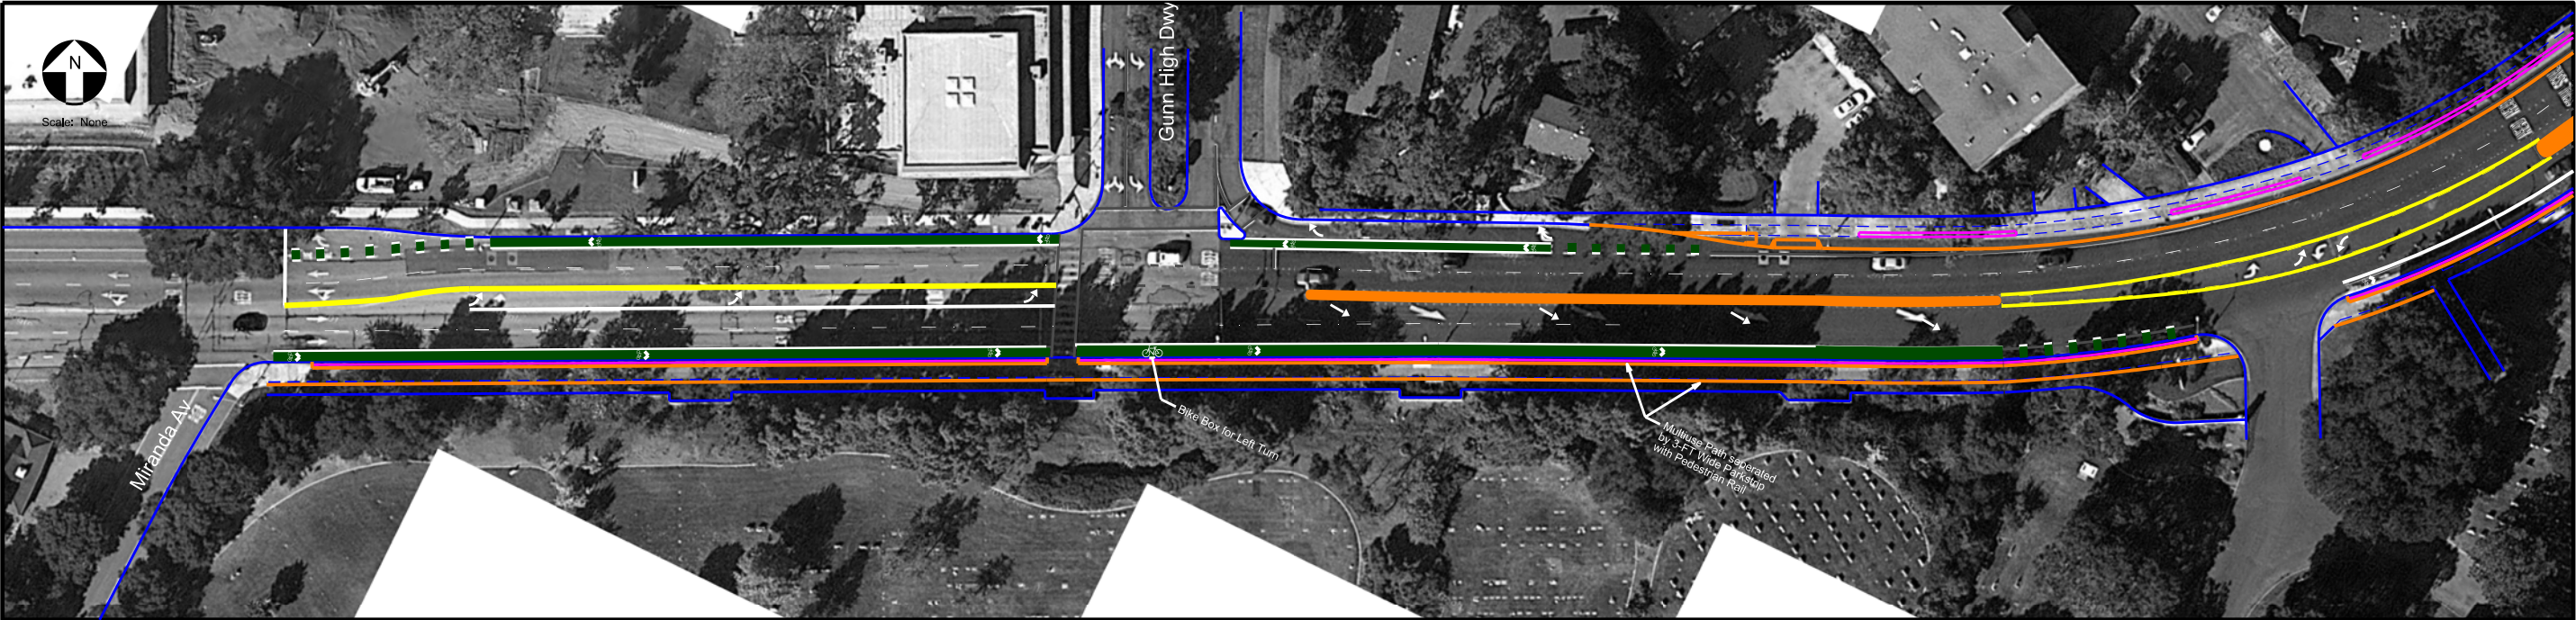 N
Scale: None
Gunn High Dwy
Miranda Av
Bike Box for Left Turn
Multiuse Path seperated
by 3-FT Wide Parkstrip
with Pedestrian Rail